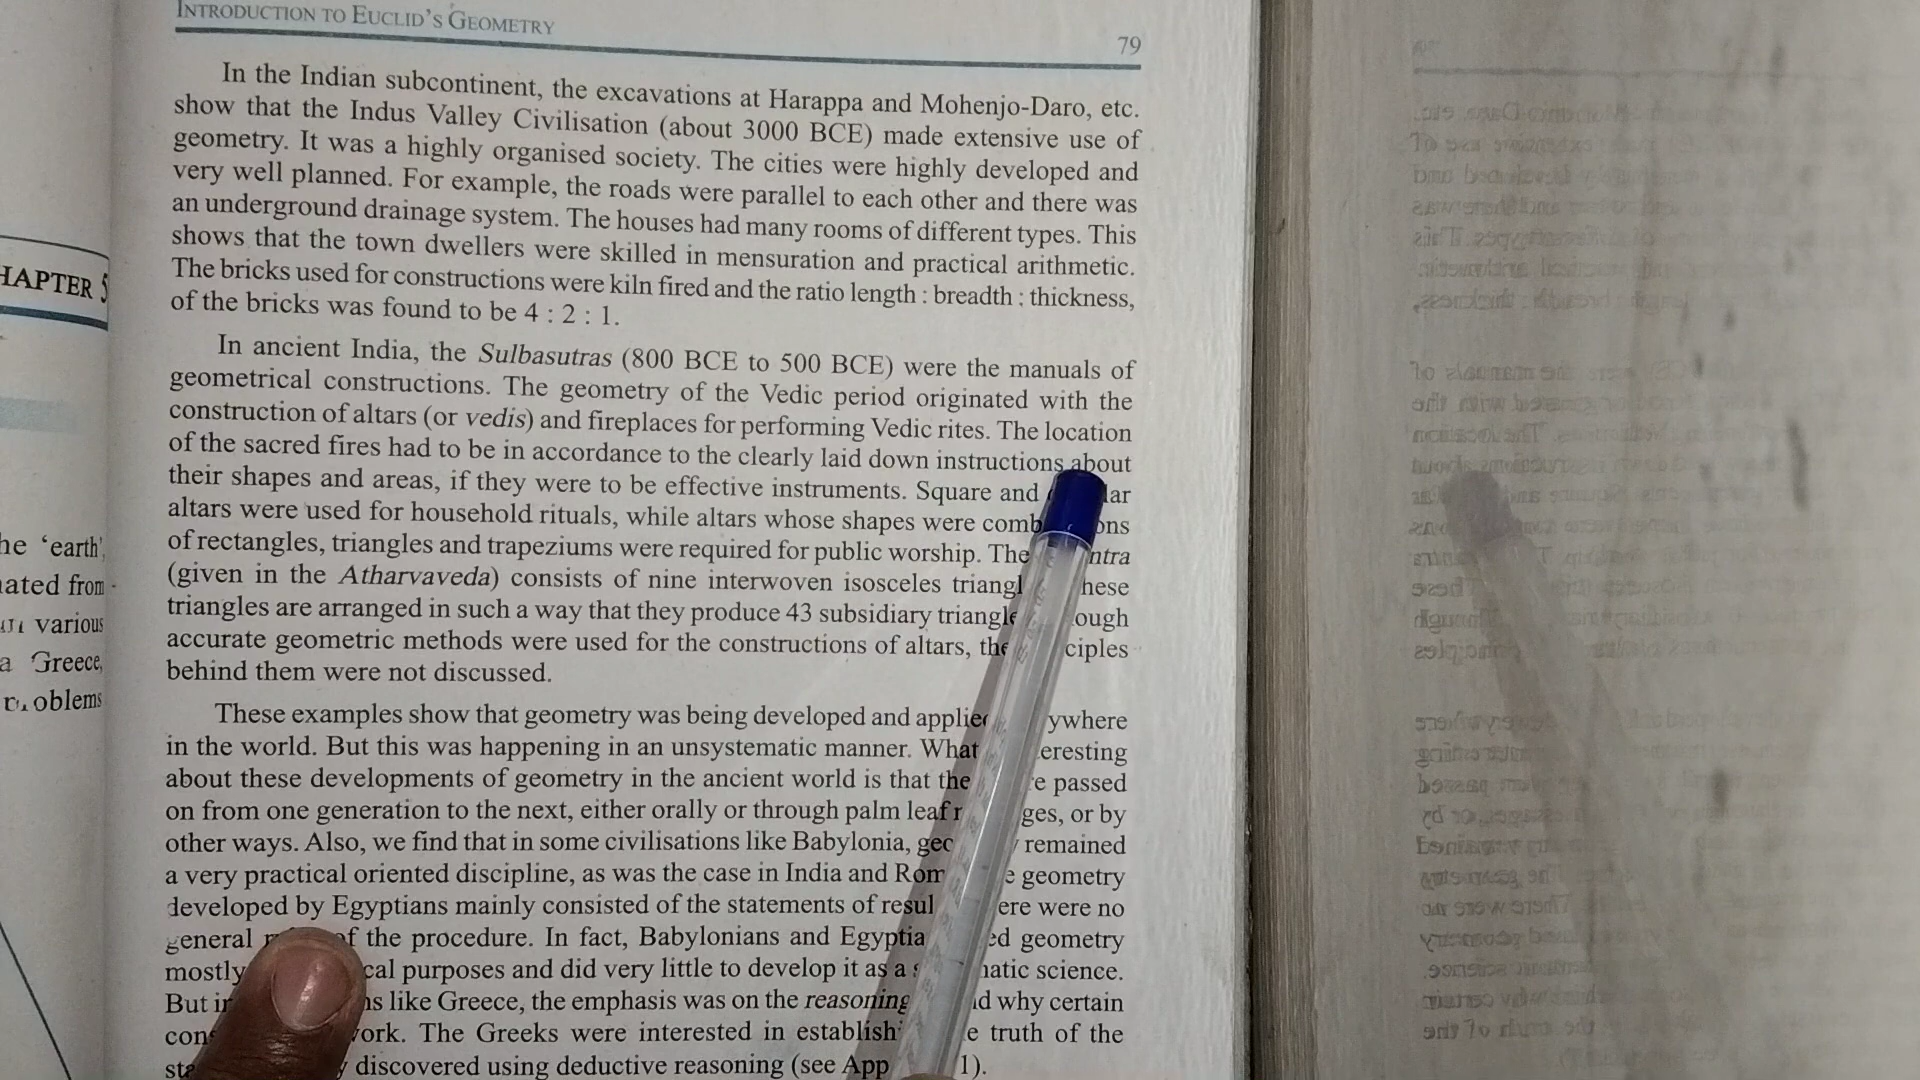 INTRODUCTION TO EUCLID'S GEOMETRY
79
In the Indian subcontinent, the excavations at Harappa and Mohenjo-Daro, etc.
show that the Indus Valley Civilisation (about 3000 BCE) made extensive use of
geometry. It was a highly organised society. The cities were highly developed and
very well planned. For example, the roads were parallel to each other and there was
an underground drainage system. The houses had many rooms of different types. This
shows that the town dwellers were skilled in mensuration and practical arithmetic.
The bricks used for constructions were kiln fired and the ratio length : breadth : thickness,
of the bricks was found to be 4 : 2 : 1.
In ancient India, the Sulbasutras (800 BCE to 500 BCE) were the manuals of
geometrical constructions. The geometry of the Vedic period originated with the
construction of altars (or vedis) and fireplaces for performing Vedic rites. The location
of the sacred fires had to be in accordance to the clearly laid down instructions about
their shapes and areas, if they were to be effective instruments. Square and
altars were used for household rituals, while altars whose shapes were
of rectangles, triangles and trapeziums were required for public worship. The
(given in the Atharvaveda) consists of nine interwoven isosceles
triangles are arranged in such a way that they produce 43 subsidiary
accurate geometric methods were used for the constructions of altars,
behind them were not discussed.
These examples show that geometry was being developed and
in the world. But this was happening in an unsystematic manner. What
about these developments of geometry in the ancient world is that passed
on from one generation to the next, either orally or through palm leaf or by
other ways. Also, we find that in some civilisations like Babylonia, remained
a very practical oriented discipline, as was the case in India and geometry
developed by Egyptians mainly consisted of the statements of were no
general the procedure. In fact, Babylonians and geometry
mostly purposes and did very little to develop it as a science.
But like Greece, the emphasis was on the reasoning why certain
The Greeks were interested in truth of the
discovered using deductive reasoning (see
CHAPTER 5
'earth',
from
various
Greece,